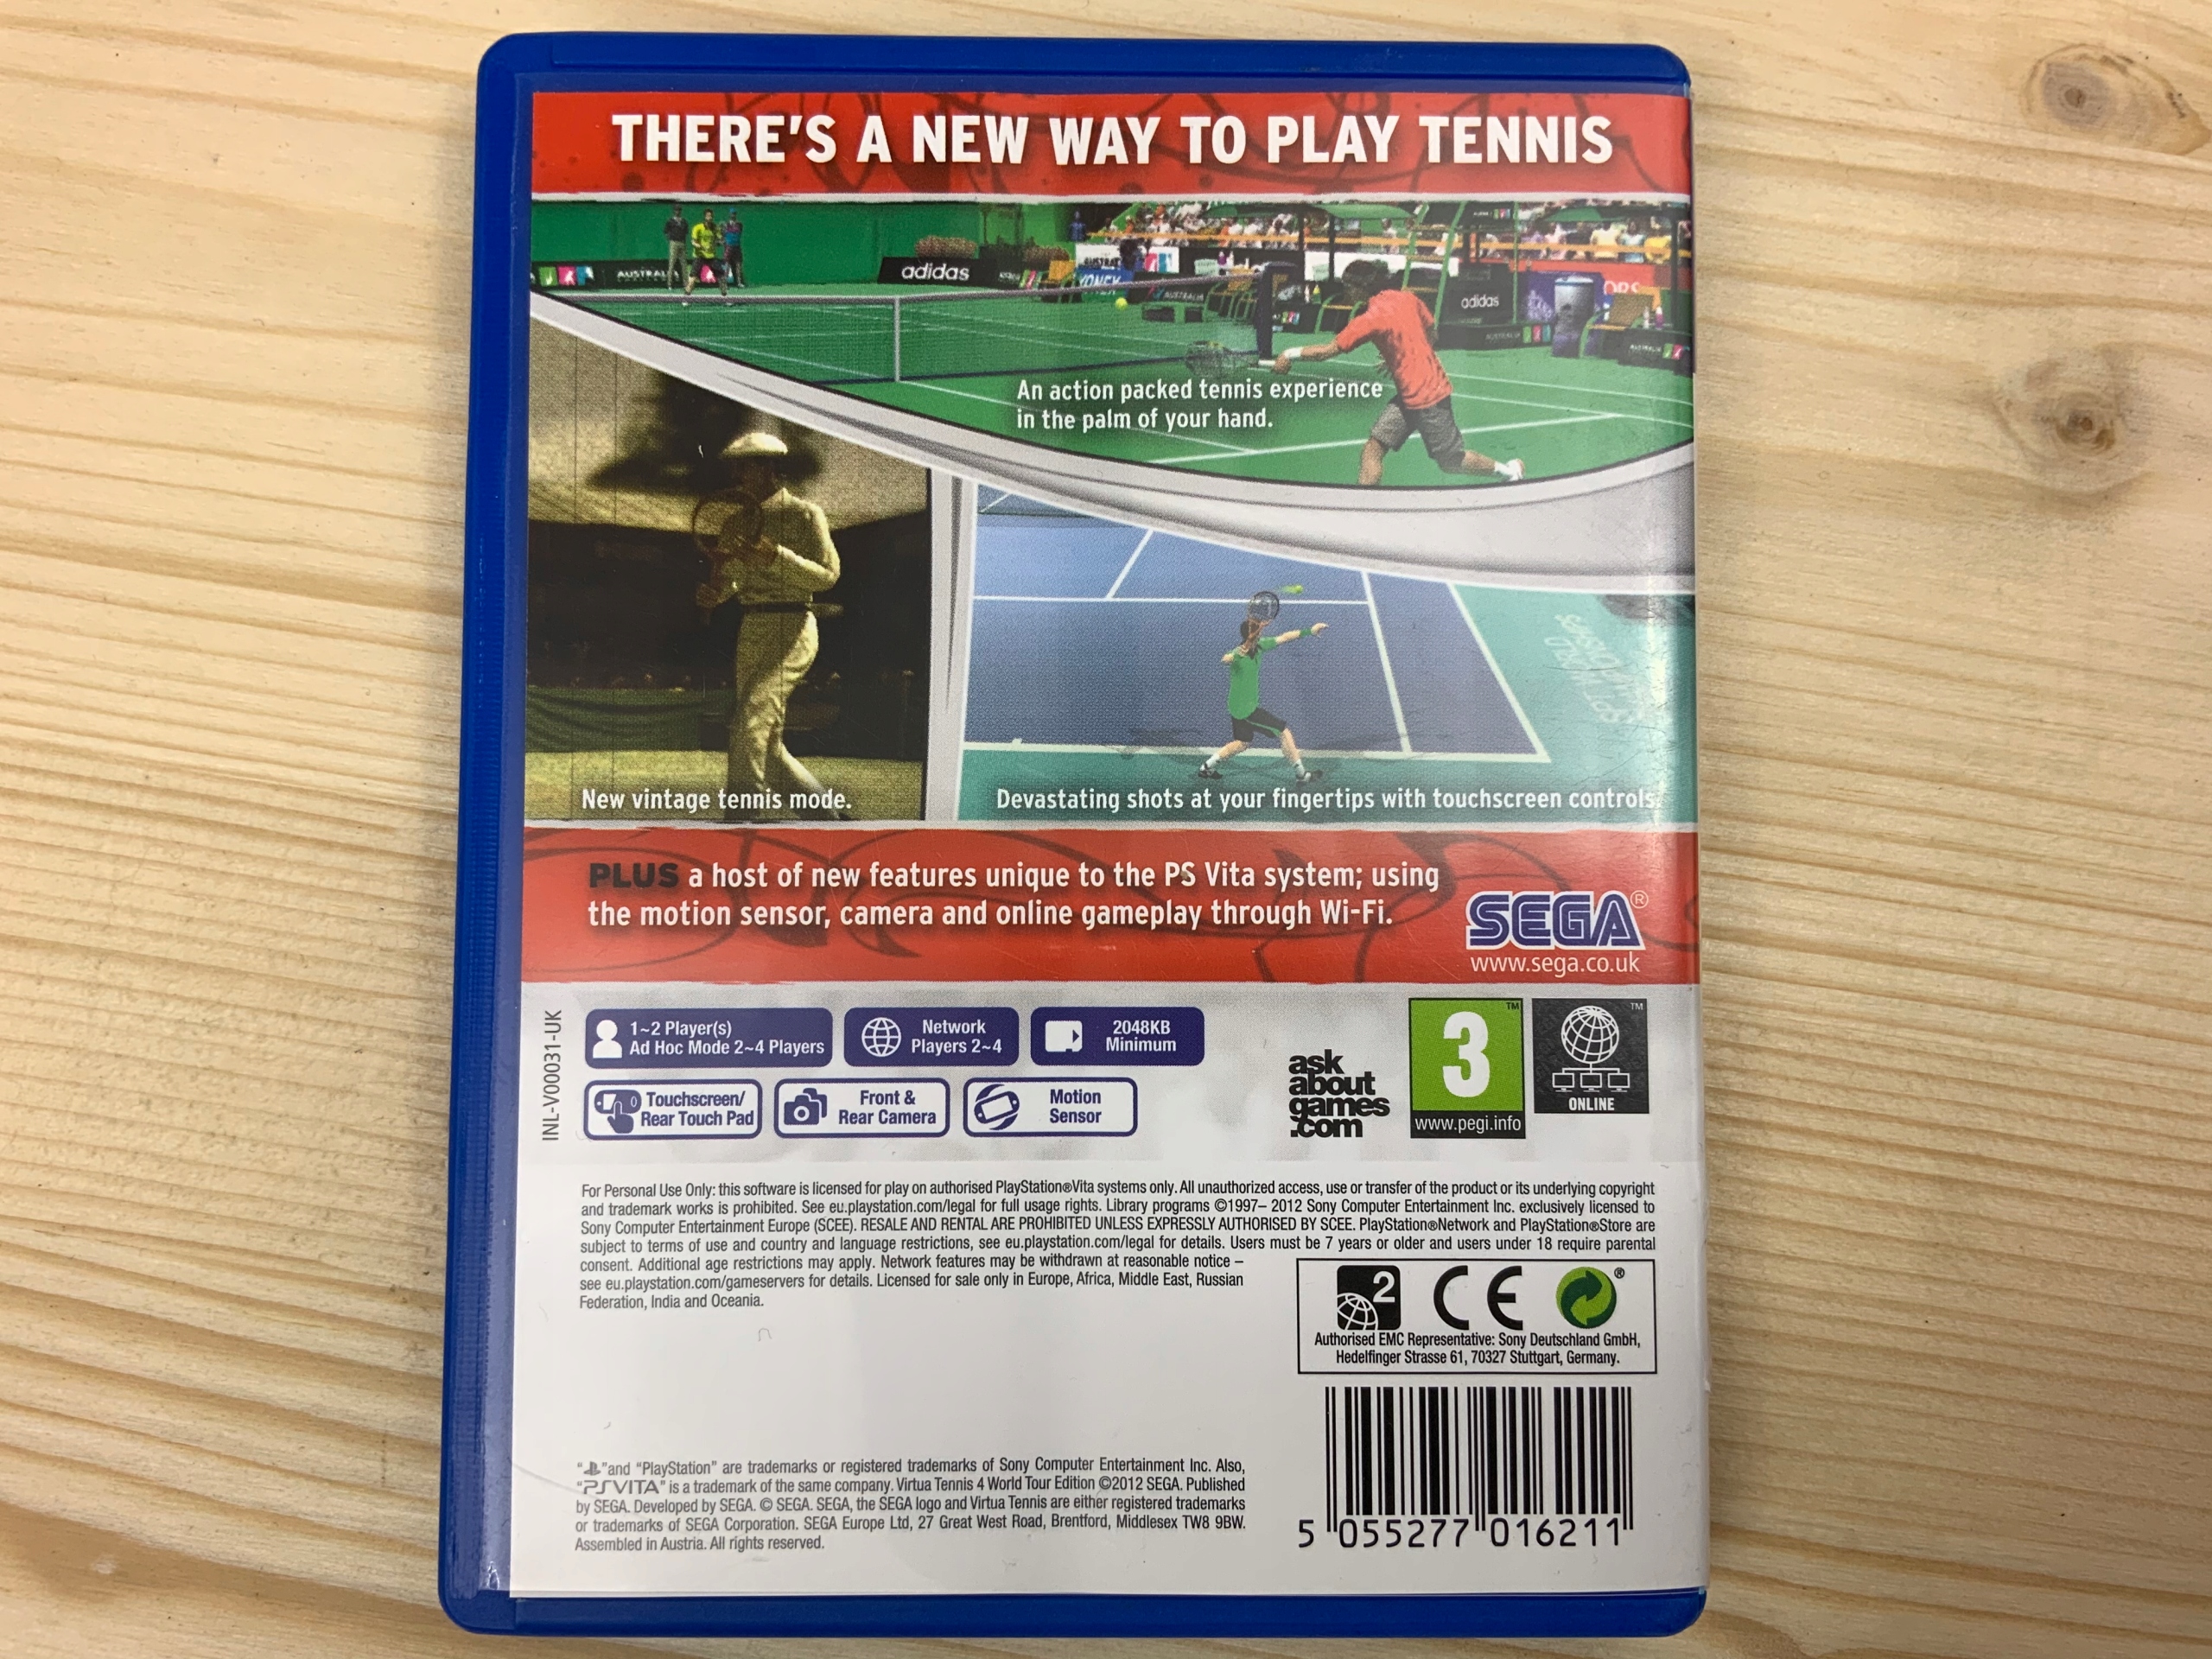 THERE'S A NEW WAY TO PLAY TENNIS
adidas
AUSTRALIA
YONEX
adidas
An action packed tennis experience
in the palm of your hand.
New vintage tennis mode.
Devastating shots at your fingertips with touchscreen controls
PLUS a host of new features unique to the PS Vita system; using
the motion sensor, camera and online gameplay through Wi-Fi.
SEGA®
www.sega.co.uk
INL-V00031-UK
1~2 Player(s)
Ad Hoc Mode 2~4 Players
Network
Players 2~4
2048KB
Minimum
Touchscreen/
Rear Touch Pad
Front &
Rear Camera
Motion
Sensor
ask
about
games
.com
3™
www.pegi.info
™
ONLINE
For Personal Use Only: this software is licensed for play on authorised PlayStation®Vita systems only. All unauthorized access, use or transfer of the product or its underlying copyright
and trademark works is prohibited. See eu.playstation.com/legal for full usage rights. Library programs ©1997– 2012 Sony Computer Entertainment Inc. exclusively licensed to
Sony Computer Entertainment Europe (SCEE). RESALE AND RENTAL ARE PROHIBITED UNLESS EXPRESSLY AUTHORISED BY SCEE. PlayStation®Network and PlayStation®Store are
subject to terms of use and country and language restrictions, see eu.playstation.com/legal for details. Users must be 7 years or older and users under 18 require parental
consent. Additional age restrictions may apply. Network features may be withdrawn at reasonable notice –
see eu.playstation.com/gameservers for details. Licensed for sale only in Europe, Africa, Middle East, Russian
Federation, India and Oceania.
2 CE ®
Authorised EMC Representative: Sony Deutschland GmbH,
Hedelfinger Strasse 61, 70327 Stuttgart, Germany.
" " and "PlayStation" are trademarks or registered trademarks of Sony Computer Entertainment Inc. Also,
"PSVITA" is a trademark of the same company. Virtua Tennis 4 World Tour Edition ©2012 SEGA. Published
by SEGA. Developed by SEGA. © SEGA. SEGA, the SEGA logo and Virtua Tennis are either registered trademarks
or trademarks of SEGA Corporation. SEGA Europe Ltd, 27 Great West Road, Brentford, Middlesex TW8 9BW.
Assembled in Austria. All rights reserved.
5 055277 016211